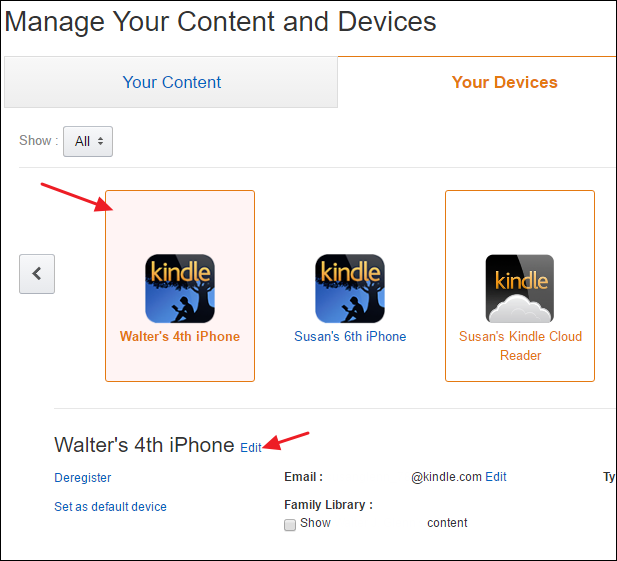 Manage Your Content and Devices
Your Content
Your Devices
Show :
All
kindle
kindle
kindle
Walter's 4th iPhone
Susan's 6th iPhone
Susan's Kindle Cloud
Reader
Walter's 4th iPhone Edit
Deregister
Email :
@kindle.com Edit
Ty
Set as default device
Family Library :
Show
content